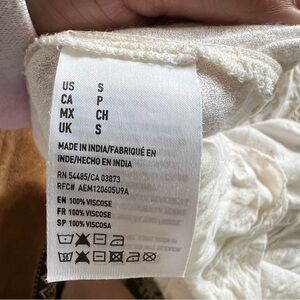 US S
CA P
MX CH
UK S
MADE IN INDIA/FABRIQUÉ EN
INDE/HECHO EN INDIA
RN 54485/CA 03873
RFC# AEM120605U9A
EN 100% VISCOSE
FR 100% VISCOSE
SP 100% VISCOSA